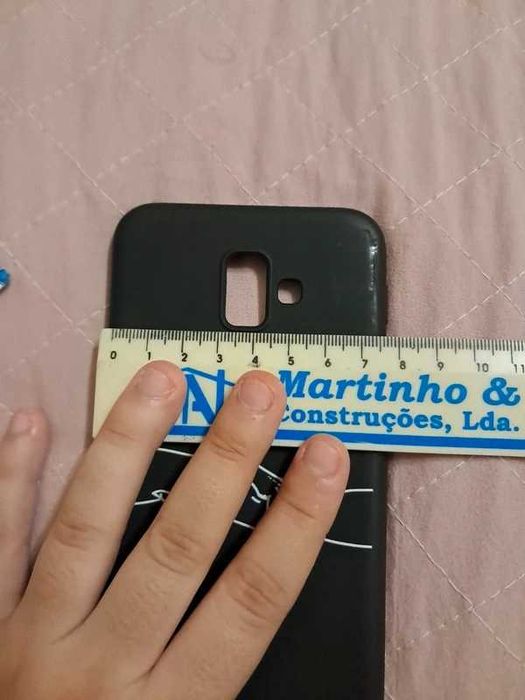 0 1 2 3 4 5 6 7 8 9 10 11
Martinho &
Construções, Lda.